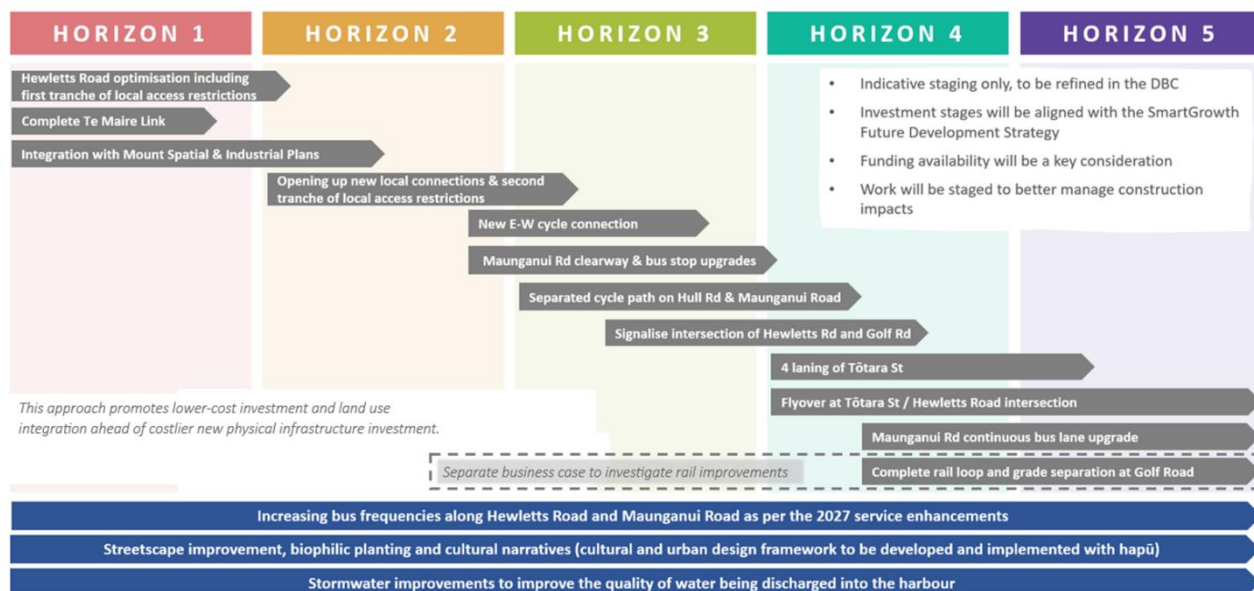 HORIZON 1
HORIZON 2
HORIZON 3
HORIZON 4
HORIZON 5
Hewletts Road optimisation including
first tranche of local access restrictions
Complete Te Maire Link
Integration with Mount Spatial & Industrial Plans
Opening up new local connections & second
tranche of local access restrictions
New E-W cycle connection
Maunganui Rd clearway & bus stop upgrades
Separated cycle path on Hull Rd & Maunganui Road
Signalise intersection of Hewletts Rd and Golf Rd
4 laning of Tōtara St
Flyover at Tōtara St / Hewletts Road intersection
Maunganui Rd continuous bus lane upgrade
Complete rail loop and grade separation at Golf Road
• Indicative staging only, to be refined in the DBC
• Investment stages will be aligned with the SmartGrowth
Future Development Strategy
• Funding availability will be a key consideration
• Work will be staged to better manage construction
impacts
This approach promotes lower-cost investment and land use
integration ahead of costlier new physical infrastructure investment.
Separate business case to investigate rail improvements
Increasing bus frequencies along Hewletts Road and Maunganui Road as per the 2027 service enhancements
Streetscape improvement, biophilic planting and cultural narratives (cultural and urban design framework to be developed and implemented with hapū)
Stormwater improvements to improve the quality of water being discharged into the harbour